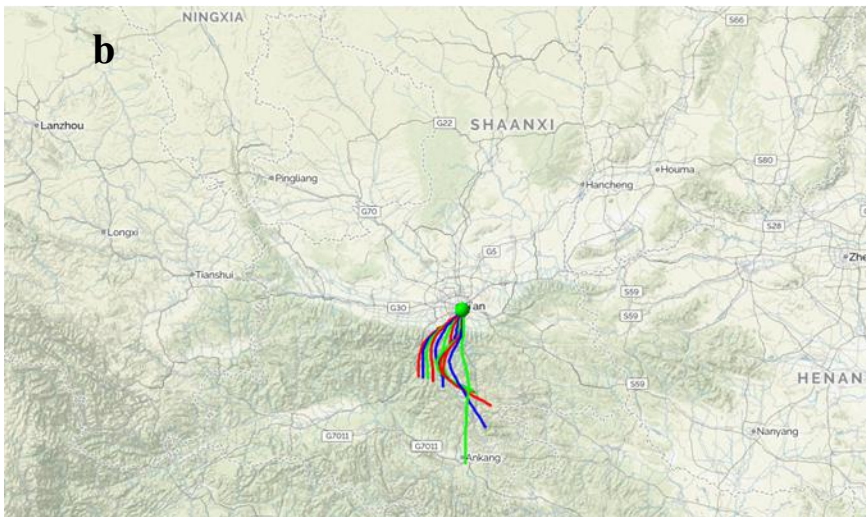 NINGXIA
b
S66
Lanzhou
G22
SHAANXI
S80
Houma
Pingliang
Hancheng
G70
S28
Longxi
G5
Zhe
Tianshui
S59
G30
an
S59
HENAN
S59
G7011
Nanyang
G7011
Ankang